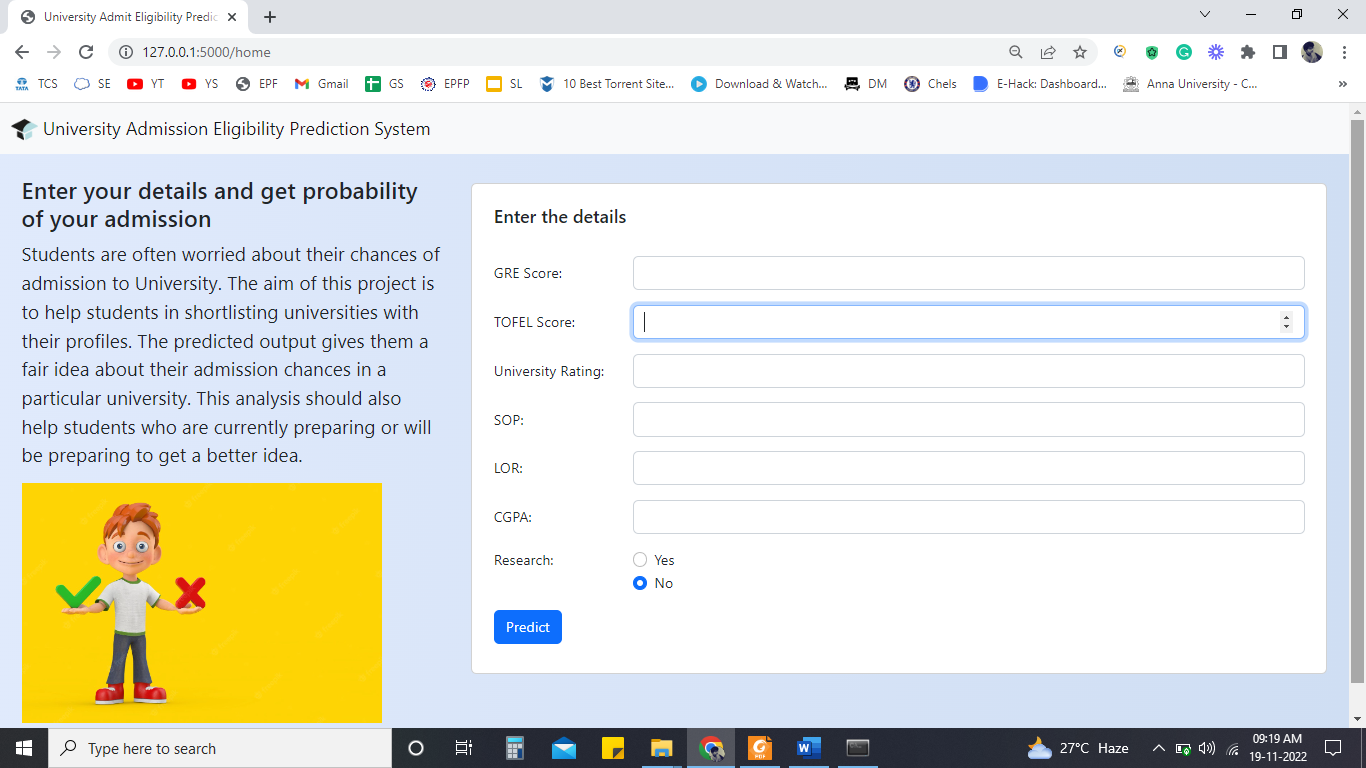 University Admit Eligibility Predic
127.0.0.1:5000/home
TCS SE YT YS EPF Gmail GS EPFP SL 10 Best Torrent Site... Download & Watch... DM Chels E-Hack: Dashboard... Anna University - C... »
University Admission Eligibility Prediction System
Enter your details and get probability
of your admission
Students are often worried about their chances of
admission to University. The aim of this project is
to help students in shortlisting universities with
their profiles. The predicted output gives them a
fair idea about their admission chances in a
particular university. This analysis should also
help students who are currently preparing or will
be preparing to get a better idea.
Enter the details
GRE Score:
TOFEL Score:
University Rating:
SOP:
LOR:
CGPA:
Research:
Yes
No
Predict
Type here to search
27°C Haze
09:19 AM
19-11-2022